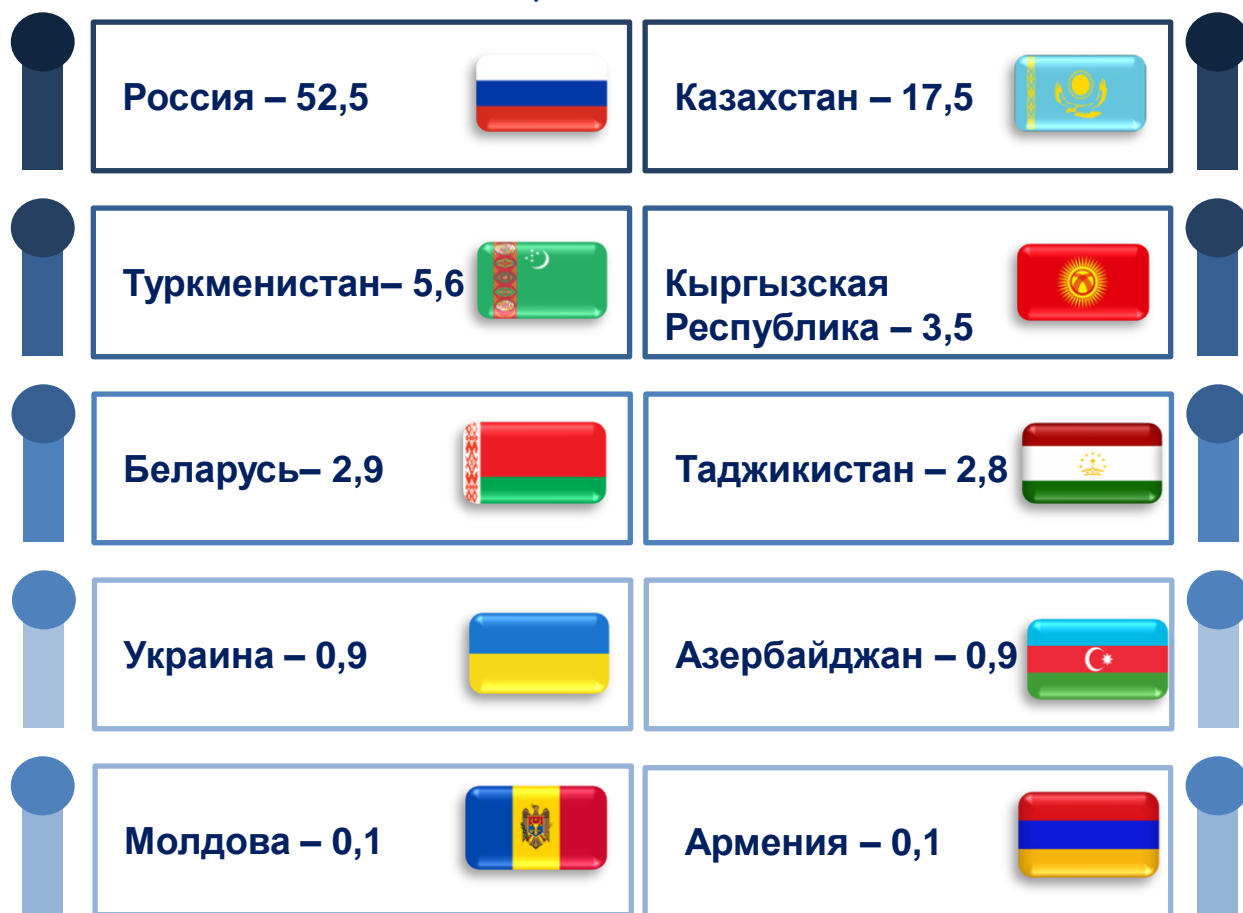 Россия – 52,5
Казахстан – 17,5
Туркменистан– 5,6
Кыргызская
Республика – 3,5
Беларусь– 2,9
Таджикистан – 2,8
Украина – 0,9
Азербайджан – 0,9
Молдова – 0,1
Армения – 0,1